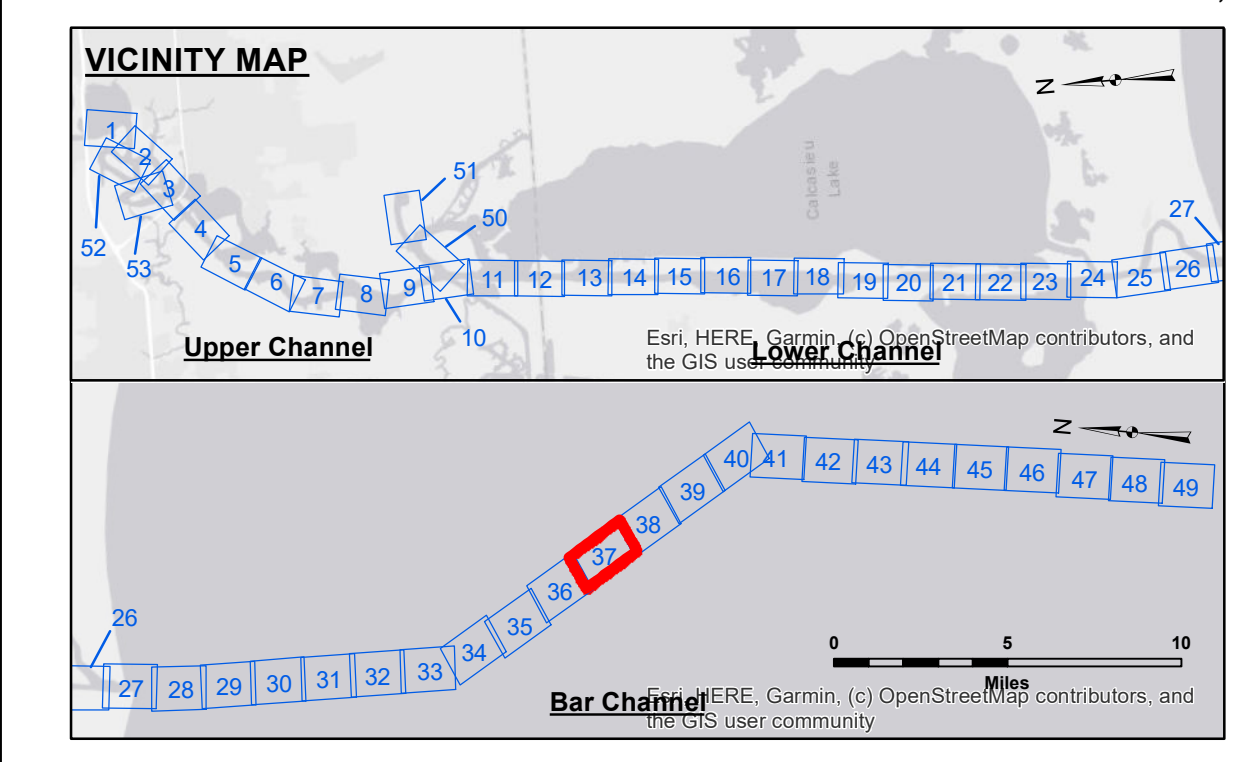 VICINITY MAP
N
1
2
3
52
53
4
5
6
7
8
9
51
50
10
11 12 13 14 15 16 17 18 19 20 21 22 23 24 25 26
27
Calcasieu
Lake
Upper Channel
Lower Channel
Esri, HERE, Garmin, (c) OpenStreetMap contributors, and
the GIS user community
N
26
27 28 29 30 31 32 33
34
35
36
37
38
39
40 41 42 43 44 45 46 47 48 49
0 5 10
Miles
Bar Channel
Esri, HERE, Garmin, (c) OpenStreetMap contributors, and
the GIS user community